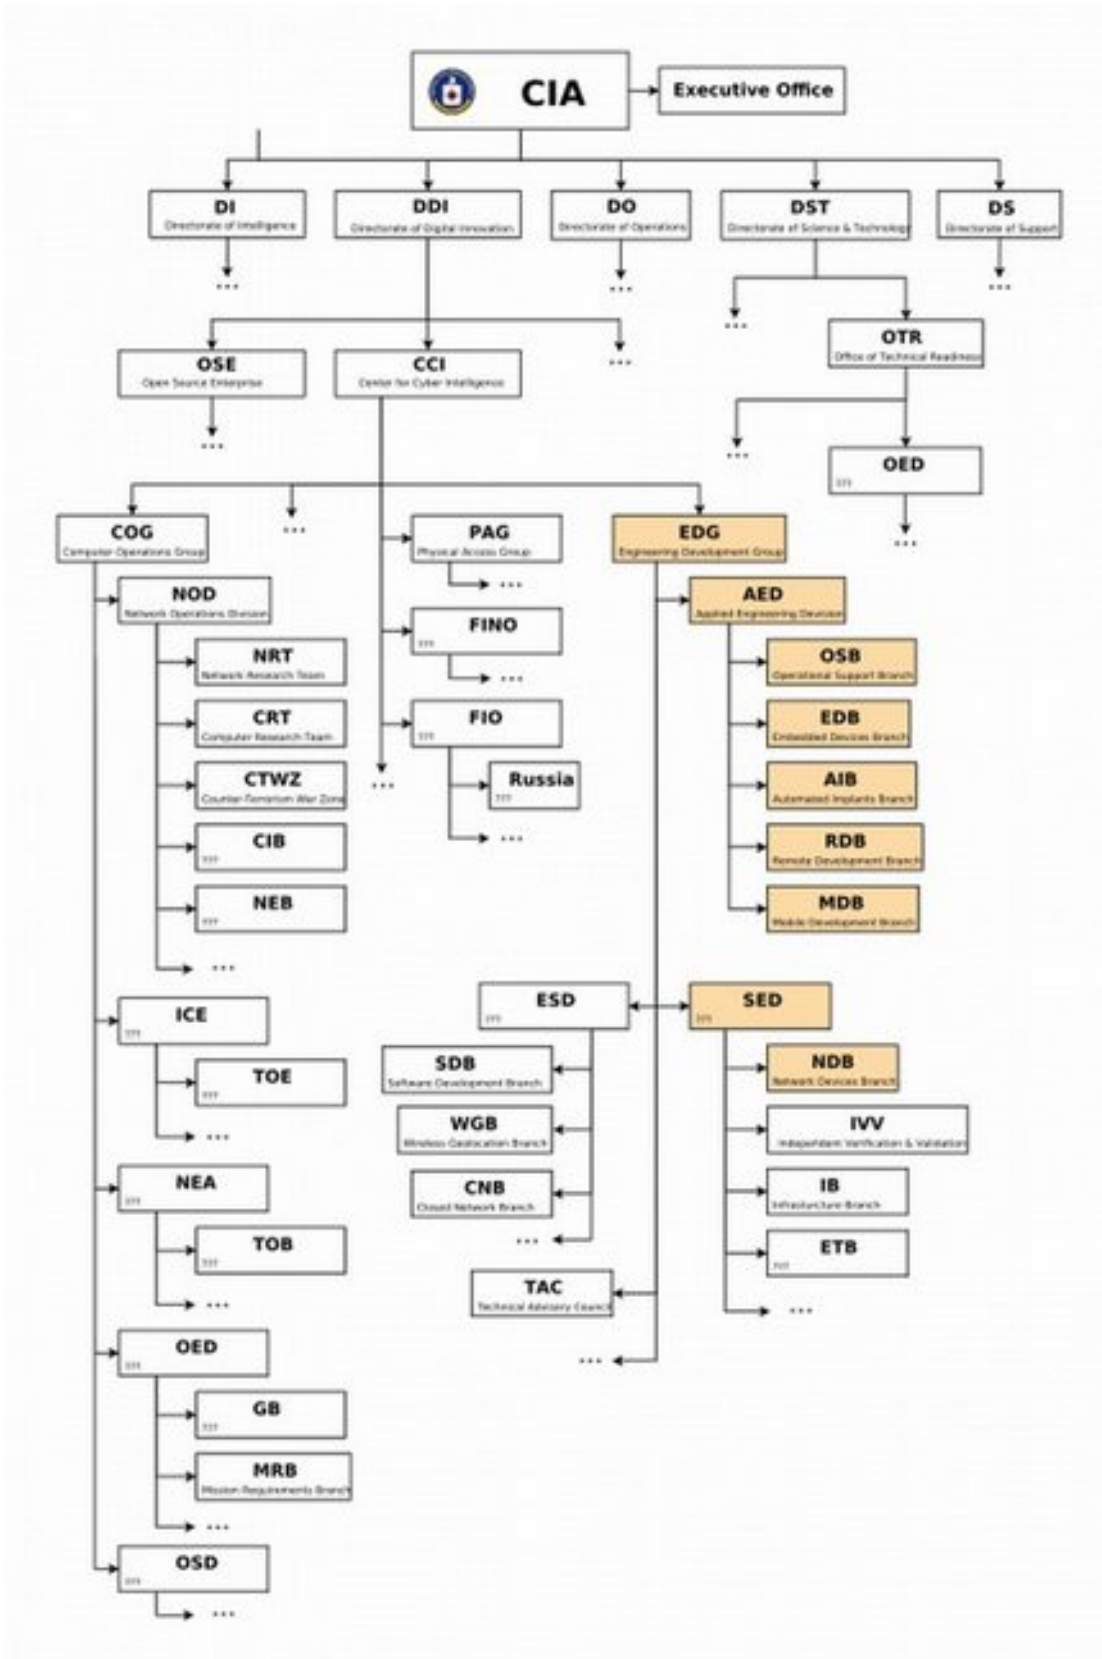 CIA
Executive Office
DI
Directorate of Intelligence
DDI
Directorate of Digital Innovation
DO
Directorate of Operations
DST
Directorate of Science & Technology
DS
Directorate of Support
...
...
...
...
OTR
Office of Technical Readiness
OSE
Open Source Enterprise
CCI
Center for Cyber Intelligence
...
...
...
OED
???
...
COG
Computer Operations Group
...
PAG
Physical Access Group
...
EDG
Engineering Development Group
NOD
Network Operations Division
NRT
Network Research Team
CRT
Computer Research Team
CTWZ
Counter-Terrorism War Zone
CIB
???
NEB
???
...
FINO
???
...
FIO
???
Russia
???
...
...
AED
Applied Engineering Devision
OSB
Operational Support Branch
EDB
Embedded Devices Branch
AIB
Automated Implants Branch
RDB
Remote Development Branch
MDB
Mobile Development Branch
ICE
???
TOE
???
...
NEA
???
TOB
???
...
OED
???
GB
???
MRB
Mission Requirements Branch
...
OSD
???
...
ESD
???
SDB
Software Development Branch
WGB
Wireless Geolocation Branch
CNB
Closed Network Branch
...
TAC
Technical Advisory Council
...
SED
???
NDB
Network Devices Branch
IVV
Independent Verification & Validation
IB
Infrasturcture Branch
ETB
???
...